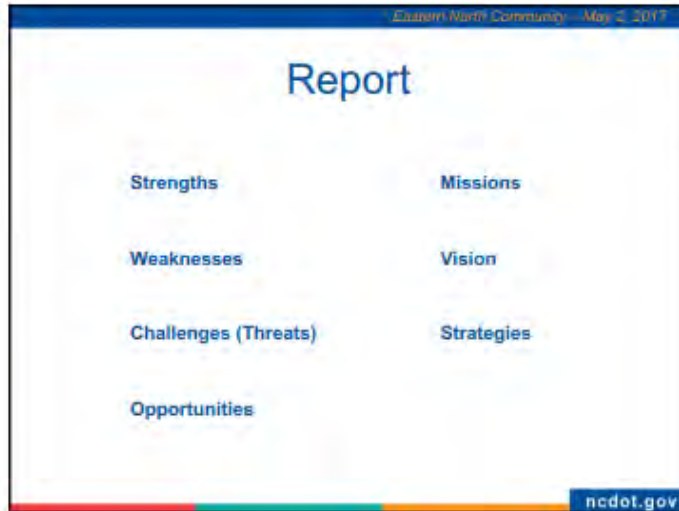 Eastern North Community - May 2, 2017
Report
Strengths
Weaknesses
Challenges (Threats)
Opportunities
Missions
Vision
Strategies
ncdot.gov